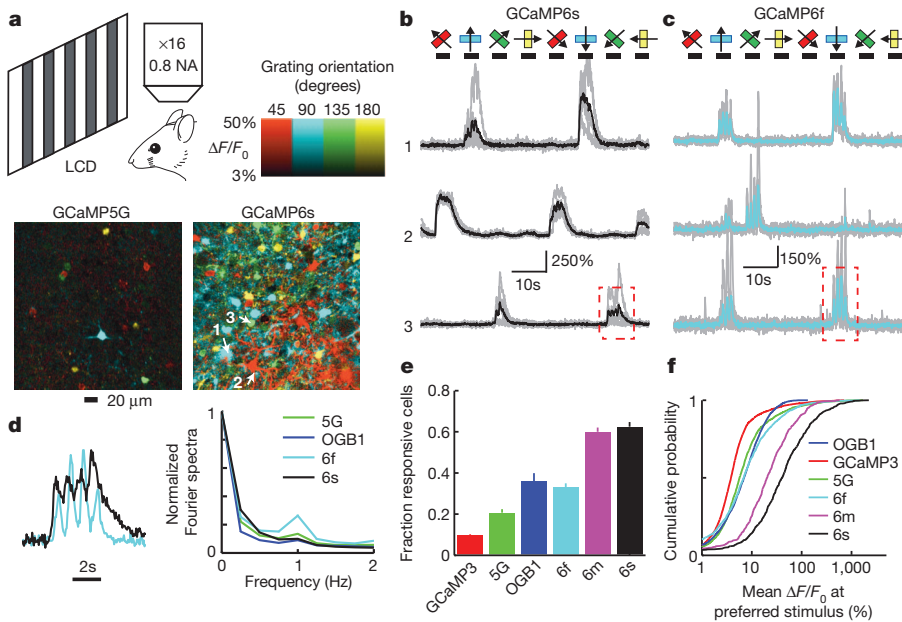 a
×16
0.8 NA
LCD
Grating orientation
(degrees)
45 90 135 180
50%
ΔF/F0
3%
GCaMP5G
GCaMP6s
1
2
3
20 μm
b
GCaMP6s
1
2
3
250%
10s
c
GCaMP6f
150%
10s
d
2s
Normalized
Fourier spectra
1
0
0 1 2
Frequency (Hz)
5G
OGB1
6f
6s
e
Fraction responsive cells
0.8
0.6
0.4
0.2
0
GCaMP3
5G
OGB1
6f
6m
6s
f
Cumulative probability
1
0
1 10 100 1,000
Mean ΔF/F0 at
preferred stimulus (%)
OGB1
GCaMP3
5G
6f
6m
6s